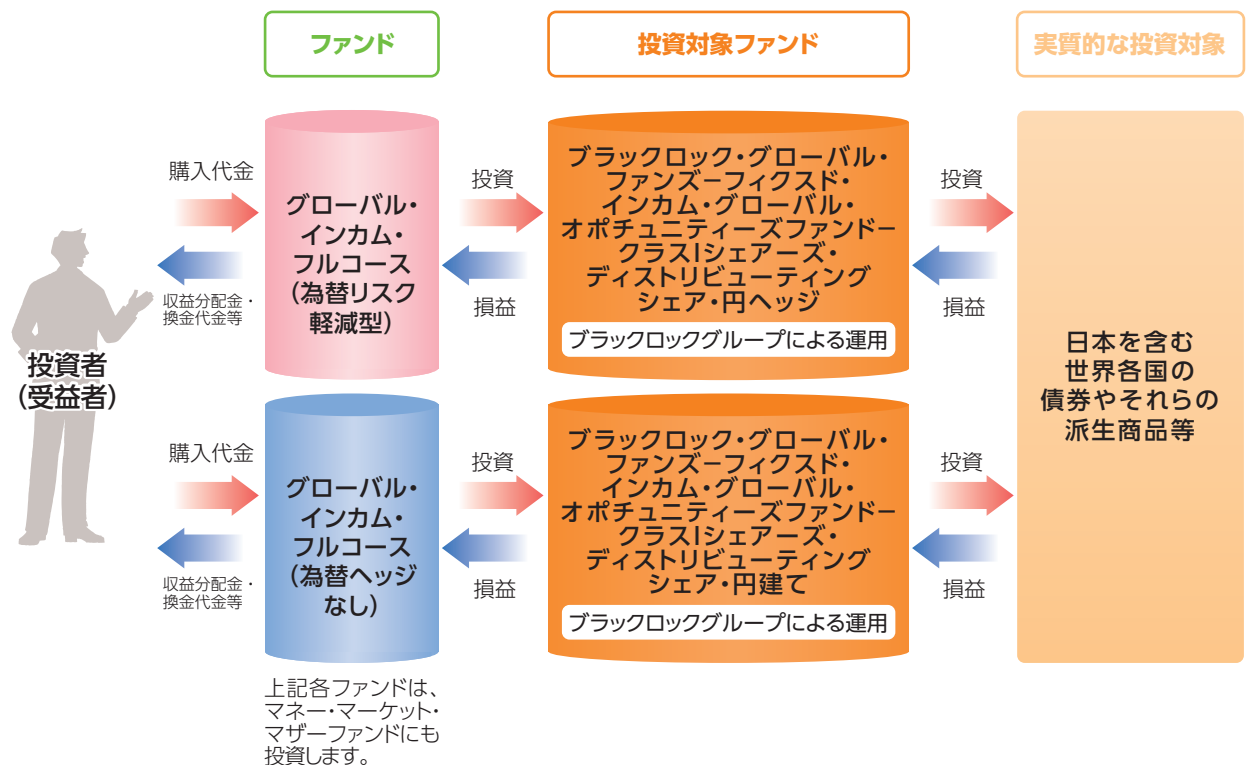 ファンド
投資対象ファンド
実質的な投資対象
投資者
(受益者)
購入代金
収益分配金・
換金代金等
グローバル・
インカム・
フルコース
(為替リスク
軽減型)
投資
損益
ブラックロック・グローバル・
ファンズ−フィクスド・
インカム・グローバル・
オポチュニティーズファンド−
クラスIシェアーズ・
ディストリビューティング
シェア・円ヘッジ
ブラックロックグループによる運用
投資
損益
日本を含む
世界各国の
債券やそれらの
派生商品等
購入代金
収益分配金・
換金代金等
グローバル・
インカム・
フルコース
(為替ヘッジ
なし)
投資
損益
ブラックロック・グローバル・
ファンズ−フィクスド・
インカム・グローバル・
オポチュニティーズファンド−
クラスIシェアーズ・
ディストリビューティング
シェア・円建て
ブラックロックグループによる運用
投資
損益
上記各ファンドは、
マネー・マーケット・
マザーファンドにも
投資します。